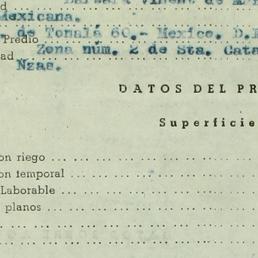 d
Mexicana.
de Tonalá 60.- Mexico. D.
Predio Zona núm. 2 de Sta. Cata
ad Nzas.
DATOS DEL PR
Superficie
on riego
on temporal
Laborable
planos